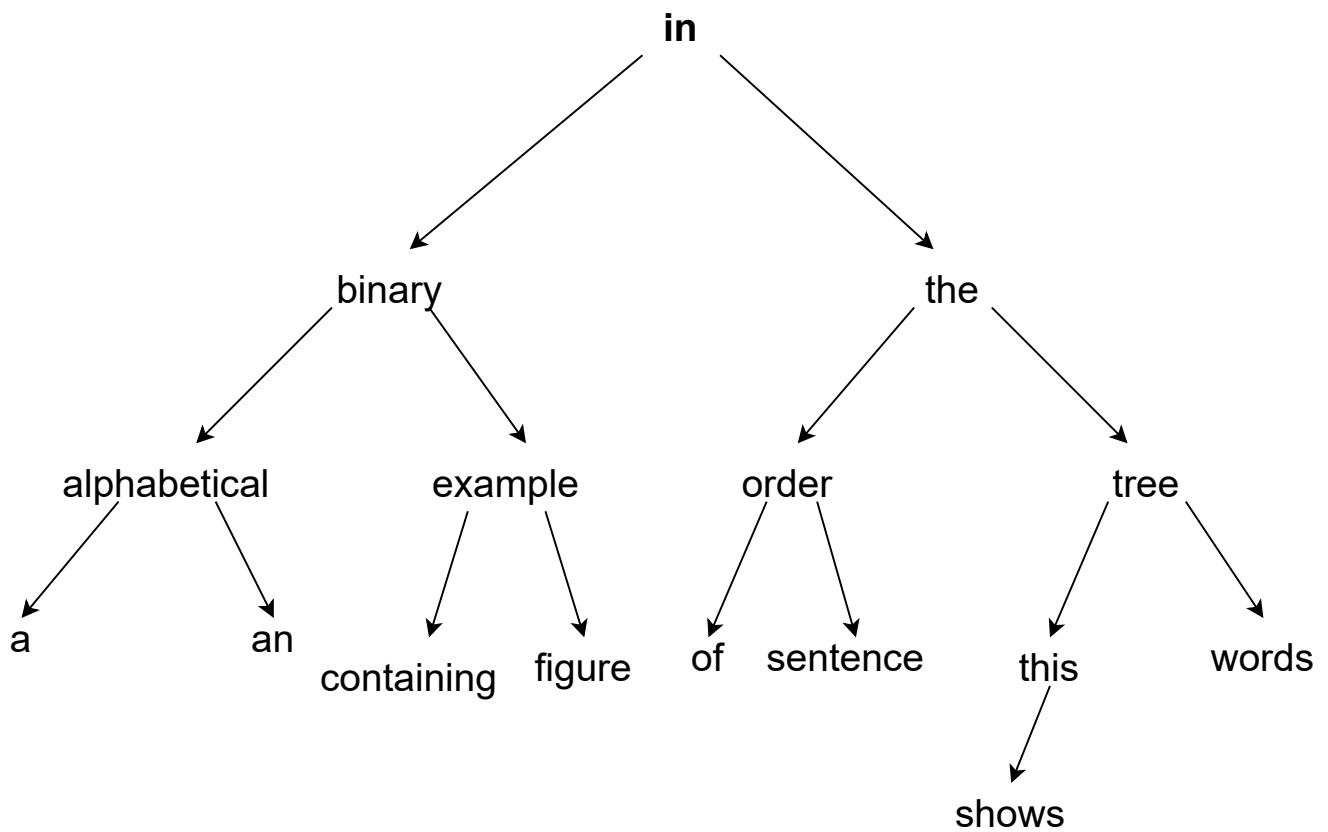 in
binary
the
alphabetical
example
order
tree
a
an
containing
figure
of
sentence
this
words
shows